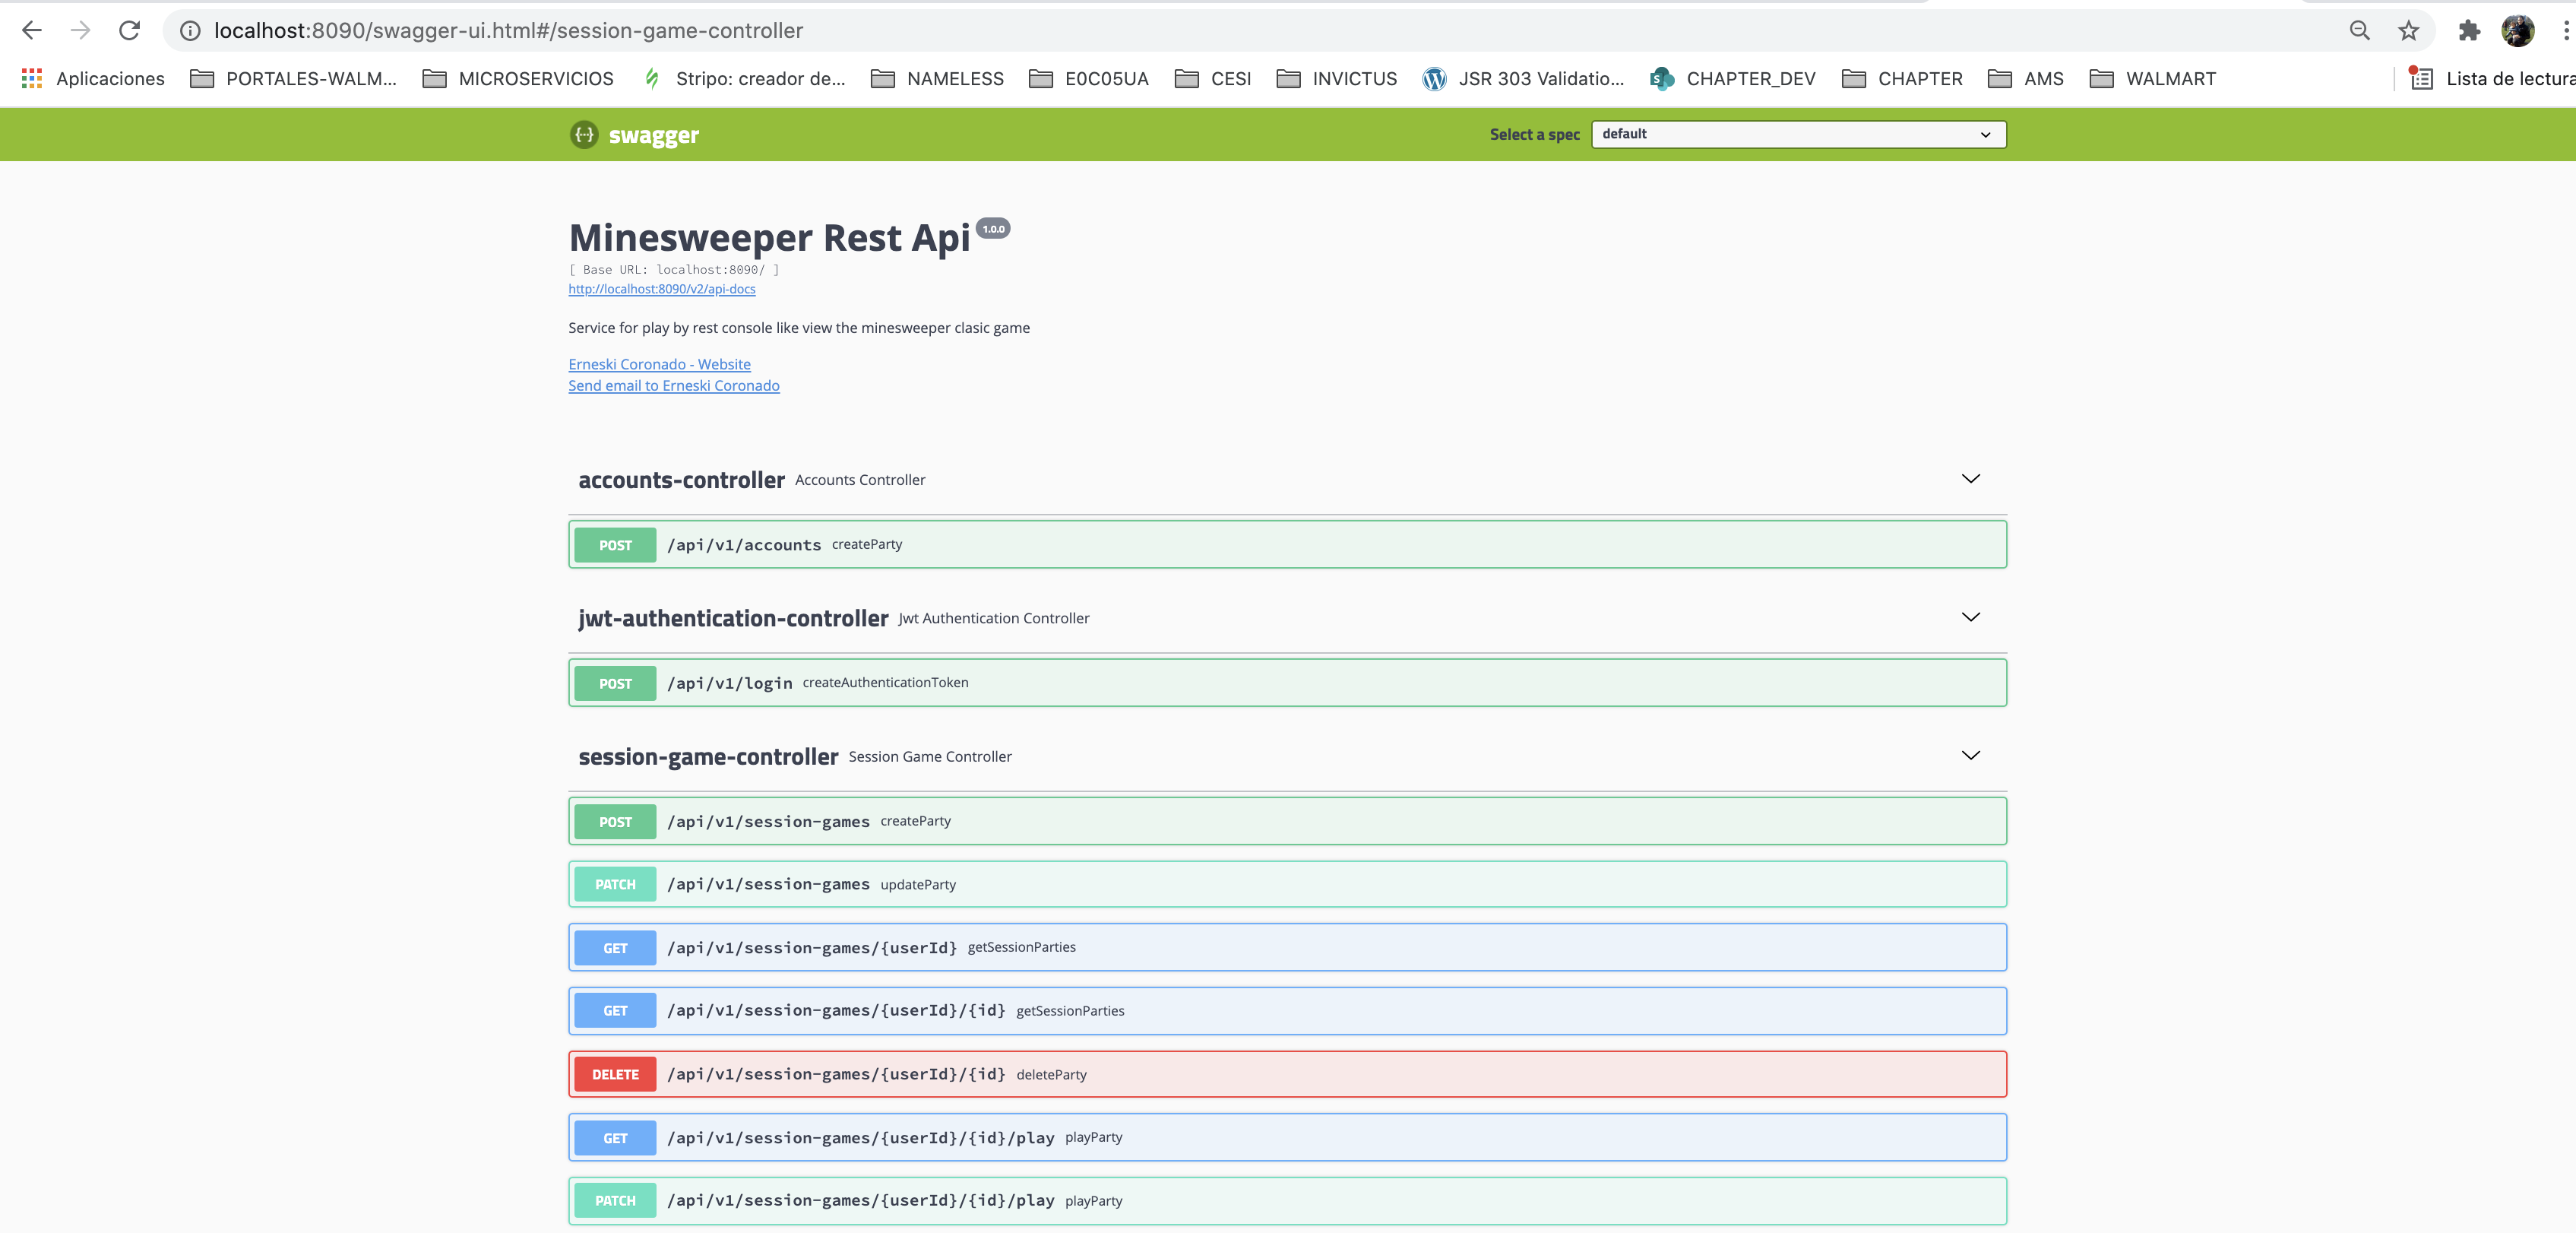 localhost:8090/swagger-ui.html#/session-game-controller
Aplicaciones PORTALES-WALM... MICROSERVICIOS Stripo: creador de... NAMELESS E0C05UA CESI INVICTUS JSR 303 Validatio... CHAPTER_DEV CHAPTER AMS WALMART Lista de lectura
{...} swagger Select a spec default
Minesweeper Rest Api 1.0.0
[ Base URL: localhost:8090/ ]
http://localhost:8090/v2/api-docs
Service for play by rest console like view the minesweeper clasic game
Erneski Coronado - Website
Send email to Erneski Coronado
accounts-controller Accounts Controller
POST /api/v1/accounts createParty
jwt-authentication-controller Jwt Authentication Controller
POST /api/v1/login createAuthenticationToken
session-game-controller Session Game Controller
POST /api/v1/session-games createParty
PATCH /api/v1/session-games updateParty
GET /api/v1/session-games/{userId} getSessionParties
GET /api/v1/session-games/{userId}/{id} getSessionParties
DELETE /api/v1/session-games/{userId}/{id} deleteParty
GET /api/v1/session-games/{userId}/{id}/play playParty
PATCH /api/v1/session-games/{userId}/{id}/play playParty